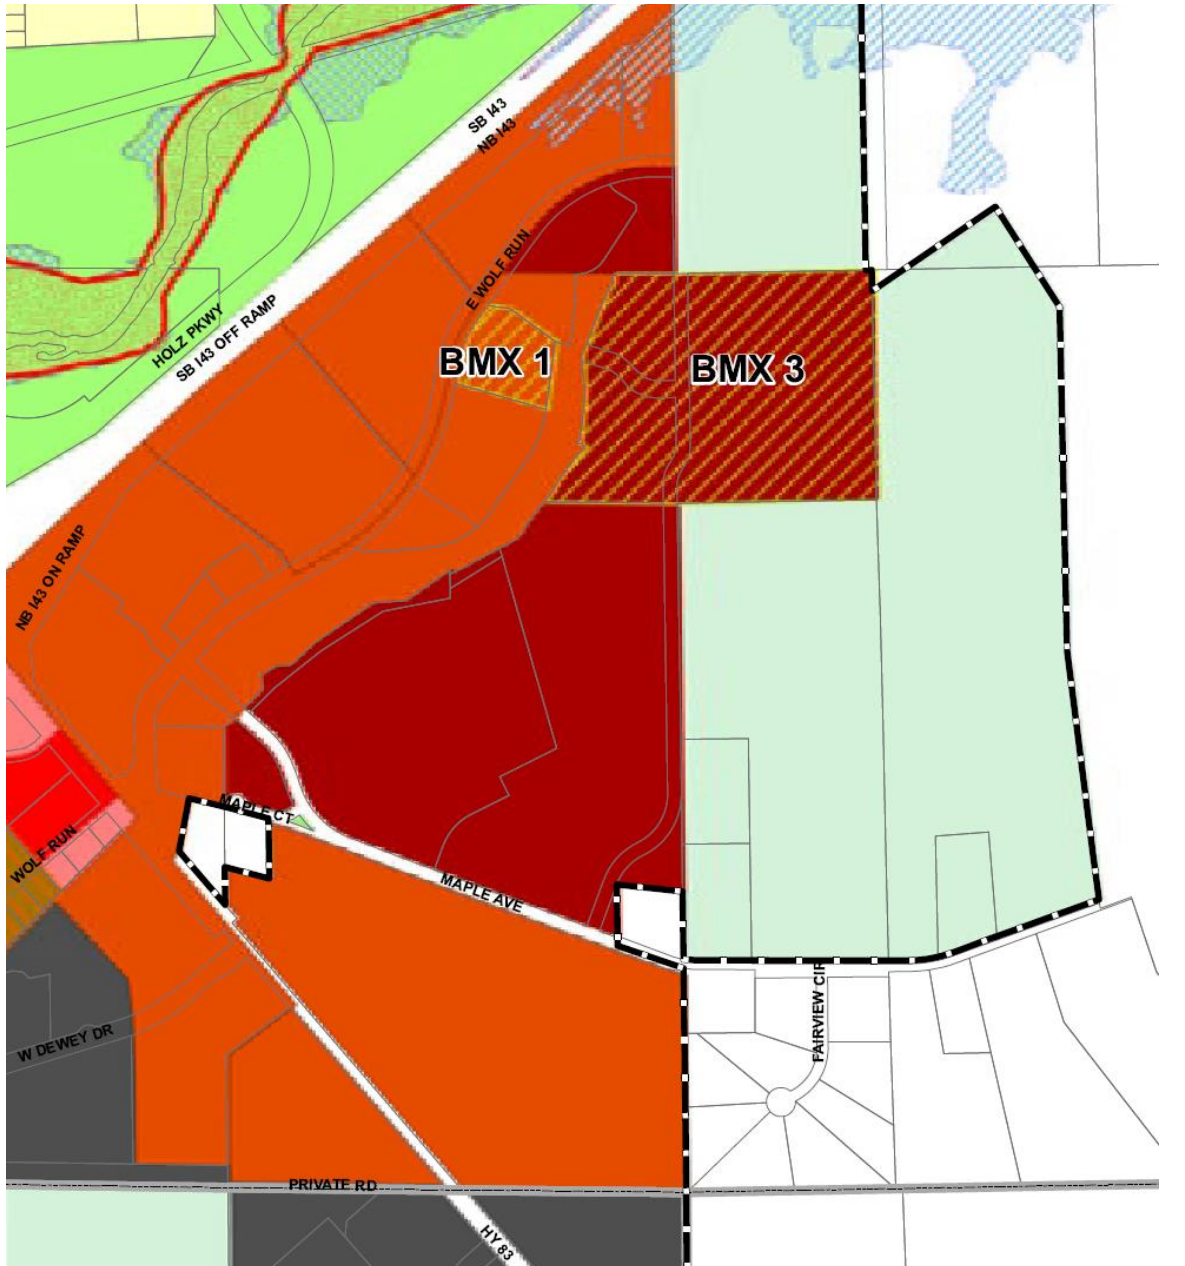 SB I43
NB I43
E WOLF RUN
HOLZ PKWY
SB I43 OFF RAMP
BMX 1
BMX 3
NB I43 ON RAMP
MAPLE CT
WOLF RUN
MAPLE AVE
FAIRVIEW CIR
W DEWEY DR
PRIVATE RD
HY 83